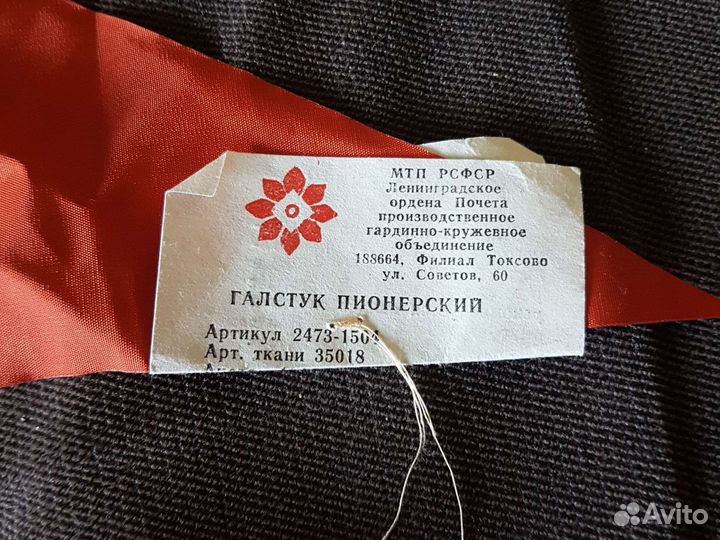 МТП РСФСР
Ленинградское
ордена Почета
производственное
гардинно-кружевное
объединение
188664, Филиал Токсово
ул. Советов, 60
ГАЛСТУК ПИОНЕРСКИЙ
Артикул 2473-1504
Арт. ткани 35018
Avito